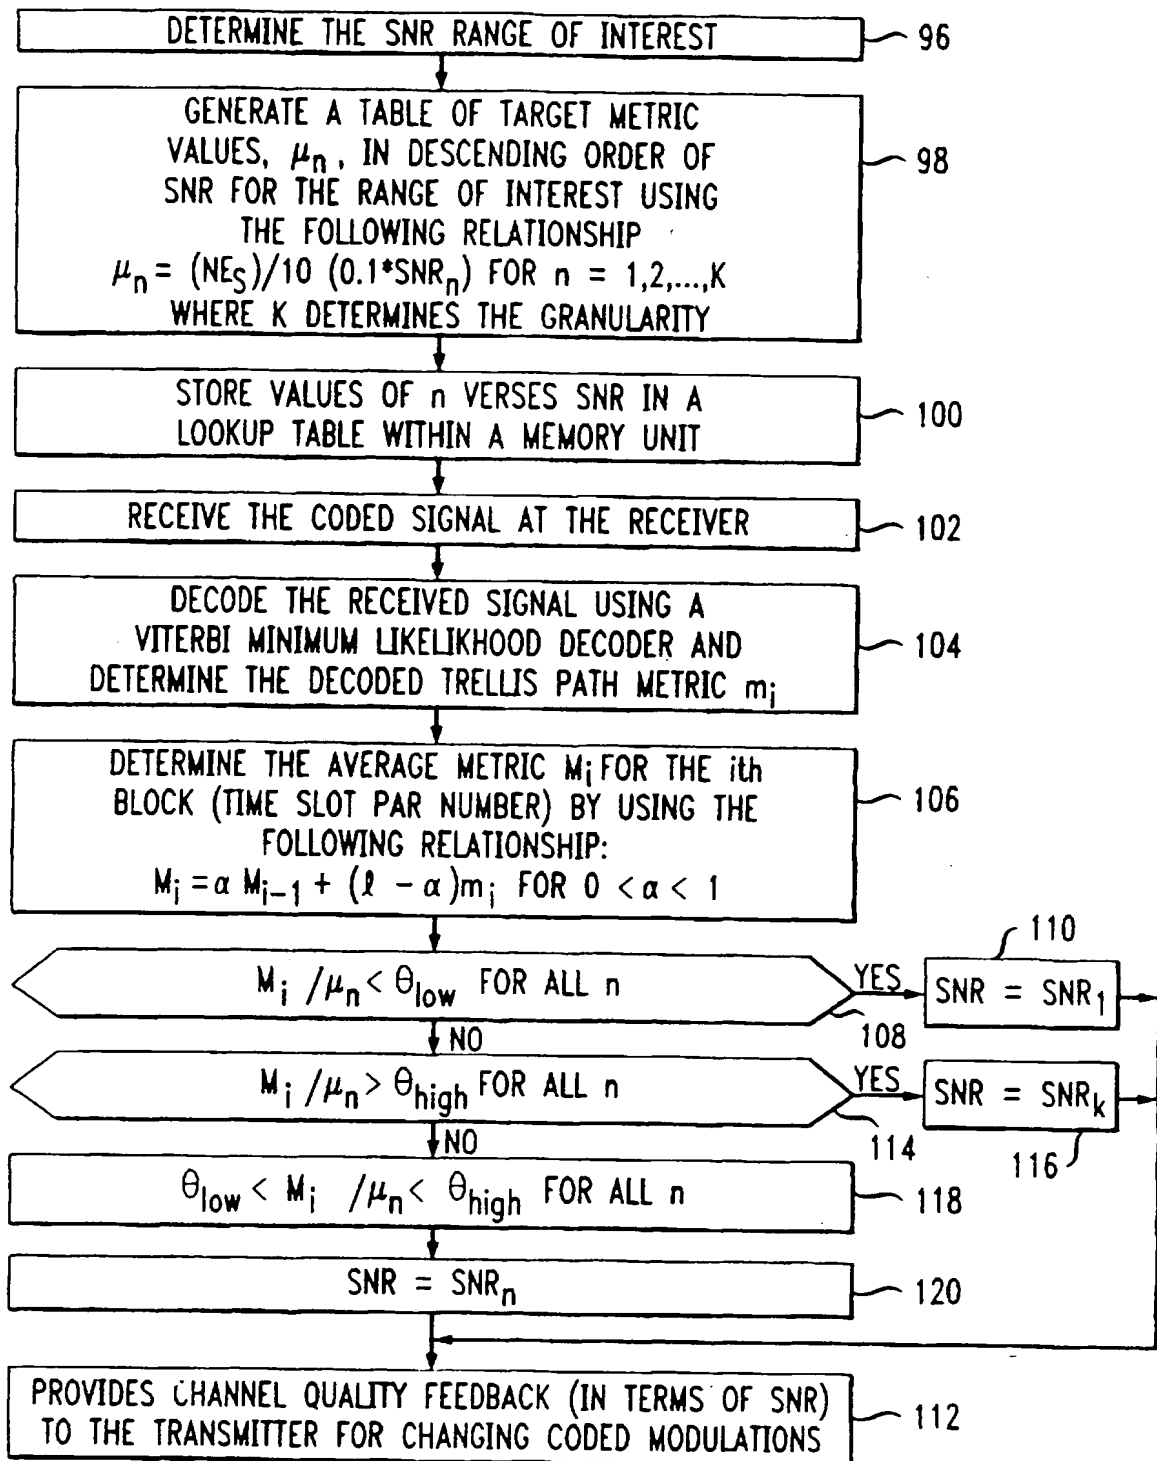 DETERMINE THE SNR RANGE OF INTEREST
96
GENERATE A TABLE OF TARGET METRIC
VALUES, μn, IN DESCENDING ORDER OF
SNR FOR THE RANGE OF INTEREST USING
THE FOLLOWING RELATIONSHIP
μn = (NES)/10 (0.1*SNRn) FOR n = 1,2,...,K
WHERE K DETERMINES THE GRANULARITY
98
STORE VALUES OF n VERSES SNR IN A
LOOKUP TABLE WITHIN A MEMORY UNIT
100
RECEIVE THE CODED SIGNAL AT THE RECEIVER
102
DECODE THE RECEIVED SIGNAL USING A
VITERBI MINIMUM LIKELIKHOOD DECODER AND
DETERMINE THE DECODED TRELLIS PATH METRIC mi
104
DETERMINE THE AVERAGE METRIC Mi FOR THE ith
BLOCK (TIME SLOT PAR NUMBER) BY USING THE
FOLLOWING RELATIONSHIP:
Mi = α Mi-1 + (ℓ - α)mi FOR 0 < α < 1
106
Mi /μn < θlow FOR ALL n
108
YES
SNR = SNR1
110
NO
Mi /μn > θhigh FOR ALL n
114
YES
SNR = SNRk
116
NO
θlow < Mi /μn < θhigh FOR ALL n
118
SNR = SNRn
120
PROVIDES CHANNEL QUALITY FEEDBACK (IN TERMS OF SNR)
TO THE TRANSMITTER FOR CHANGING CODED MODULATIONS
112